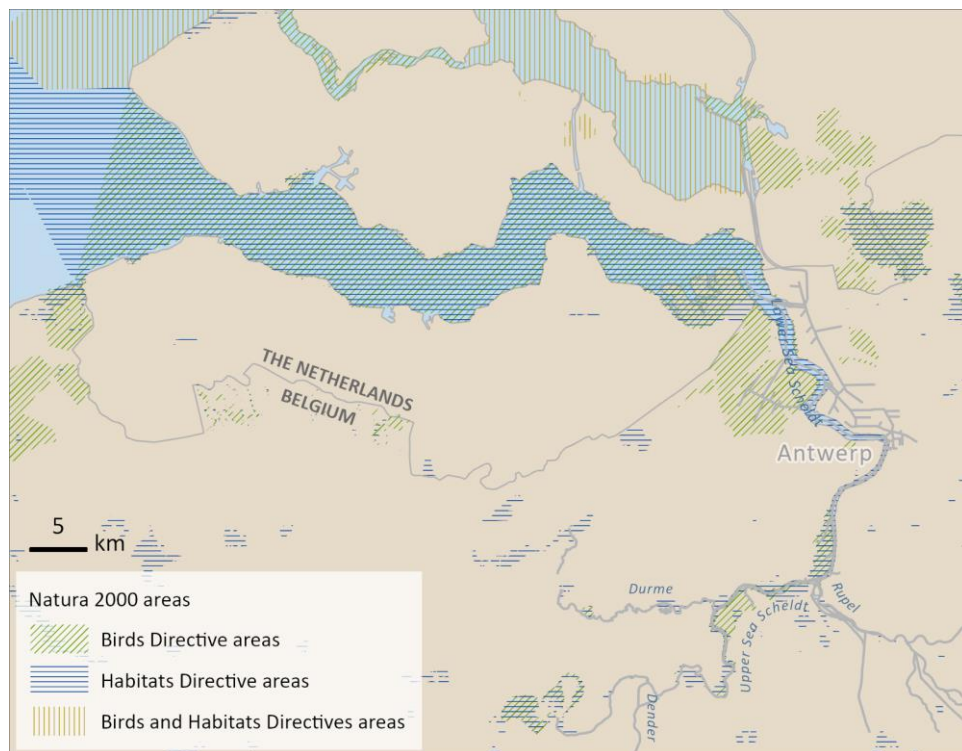 THE NETHERLANDS
BELGIUM
Lower Sea Scheldt
Antwerp
5
km
Durme
Upper Sea Scheldt
Rupel
Dender
Natura 2000 areas
Birds Directive areas
Habitats Directive areas
Birds and Habitats Directives areas